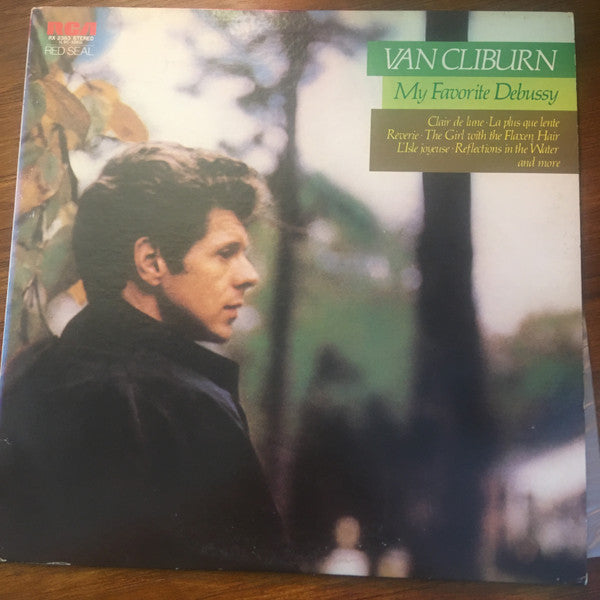 RCA
RED SEAL
VAN CLIBURN
My Favorite Debussy
Clair de lune · La plus que lente
Reverie · The Girl with the Flaxen Hair
L'Isle joyeuse · Reflections in the Water
and more